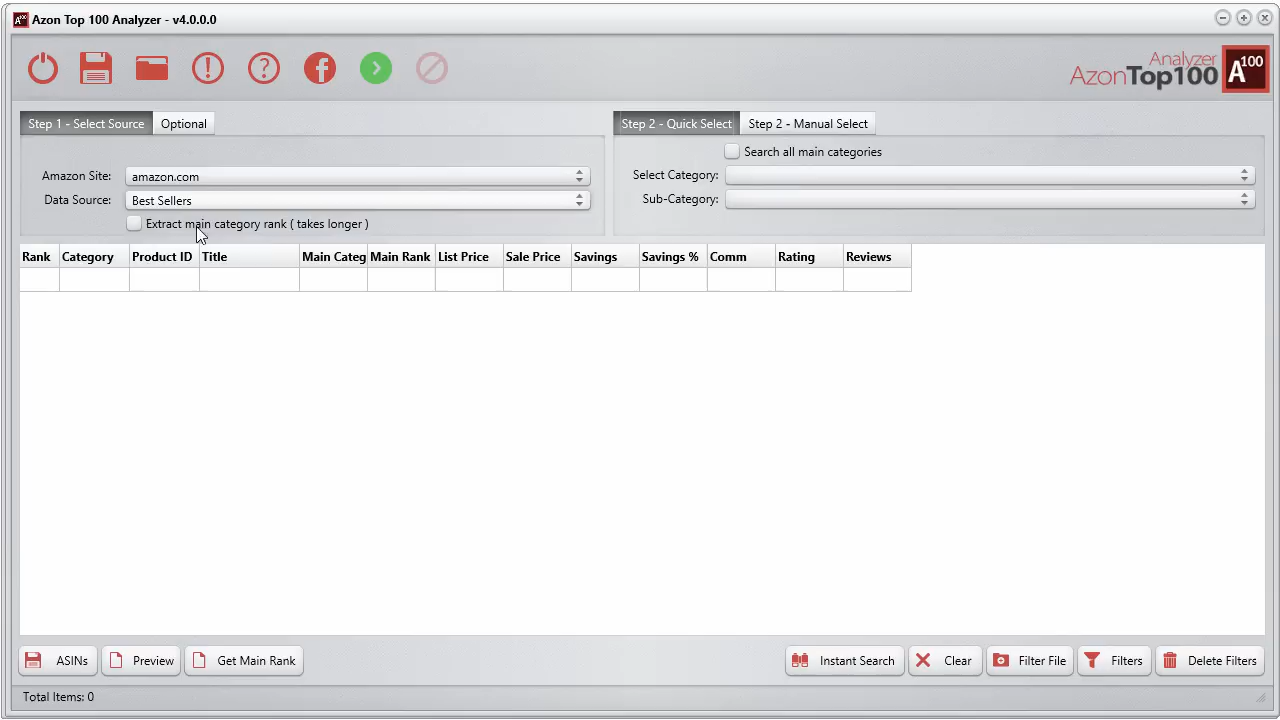 Azon Top 100 Analyzer - v4.0.0.0
Analyzer
AzonTop100
A100
Step 1 - Select Source
Optional
Amazon Site:
amazon.com
Data Source:
Best Sellers
Extract main category rank ( takes longer )
Step 2 - Quick Select
Step 2 - Manual Select
Search all main categories
Select Category:
Sub-Category:
Rank Category Product ID Title Main Categ Main Rank List Price Sale Price Savings Savings % Comm Rating Reviews
ASINs
Preview
Get Main Rank
Instant Search
Clear
Filter File
Filters
Delete Filters
Total Items: 0